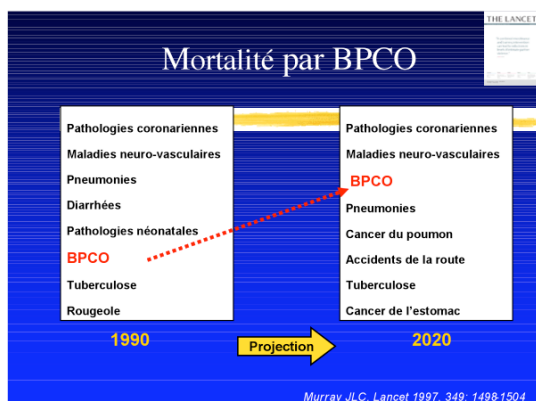 THE LANCET
Mortalité par BPCO
Pathologies coronariennes
Maladies neuro-vasculaires
Pneumonies
Diarrhées
Pathologies néonatales
BPCO
Tuberculose
Rougeole
1990
Projection
Pathologies coronariennes
Maladies neuro-vasculaires
BPCO
Pneumonies
Cancer du poumon
Accidents de la route
Tuberculose
Cancer de l'estomac
2020
Murray JLC, Lancet 1997, 349: 1498-1504